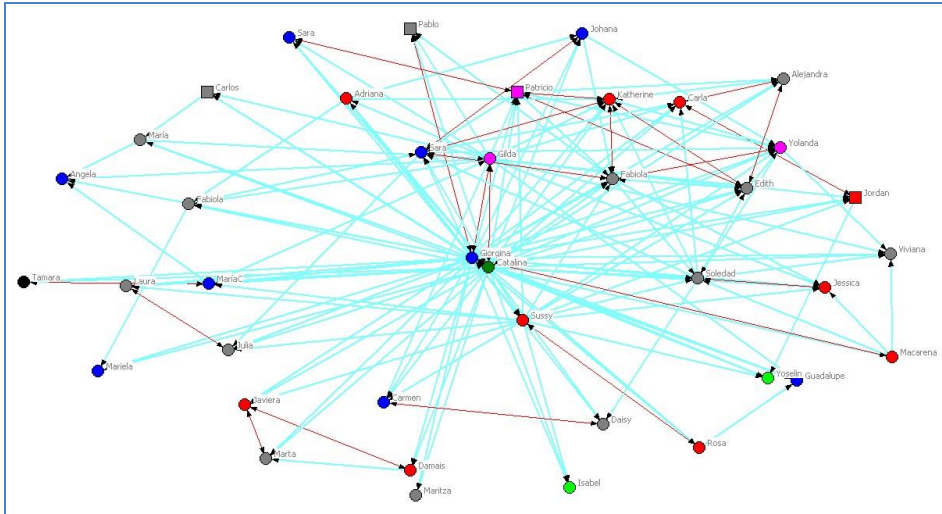 Pablo
Sara
Johana
Alejandra
Carlos
Adriana
Patricio
Katherine
Carla
María
Sara
Gilda
Yolanda
Angela
Fabiola
Edith
Fabiola
Jordan
Giorgina
Catalina
Viviana
Tamara
Laura
MaríaC
Soledad
Jessica
Sussy
Julia
Macarena
Mariela
Yoselin
Guadalupe
Javiera
Carmen
Daisy
Rosa
Marta
Damais
Maritza
Isabel